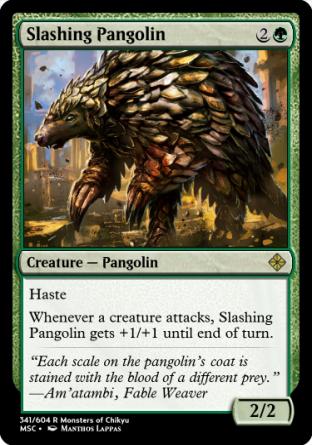 Slashing Pangolin 2
Creature — Pangolin
Haste
Whenever a creature attacks, Slashing
Pangolin gets +1/+1 until end of turn.
“Each scale on the pangolin’s coat is
stained with the blood of a different prey.”
—Am’atambi, Fable Weaver
2/2
341/604 R Monsters of Chikyu
MSC • Manthos Lappas